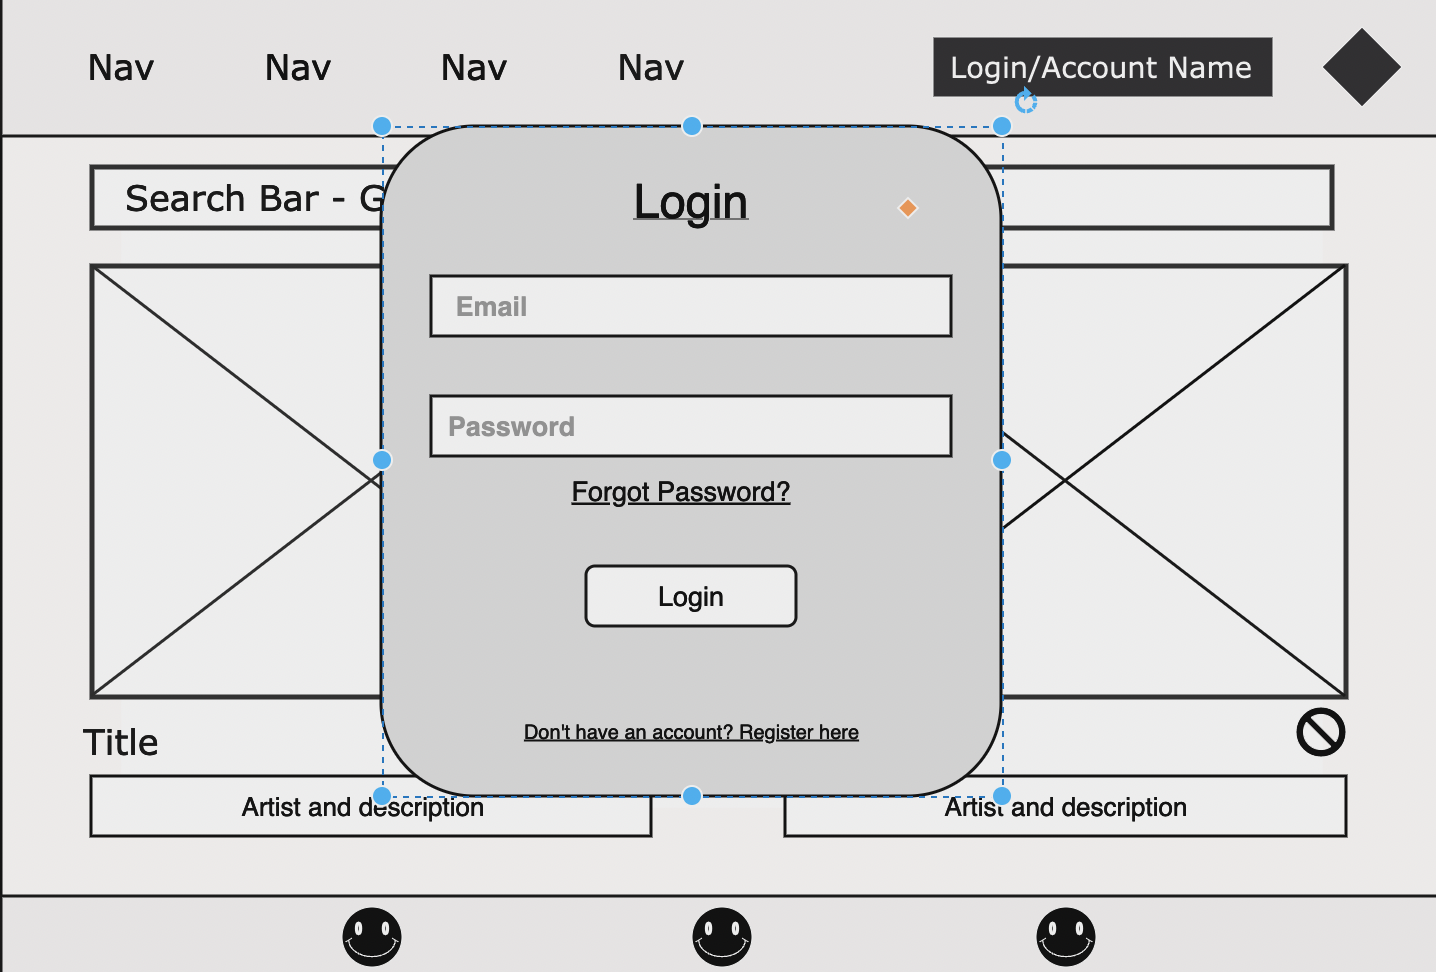 Nav Nav Nav Nav Login/Account Name
Search Bar - G
Login
Email
Password
Forgot Password?
Login
Don't have an account? Register here
Title
Artist and description Artist and description